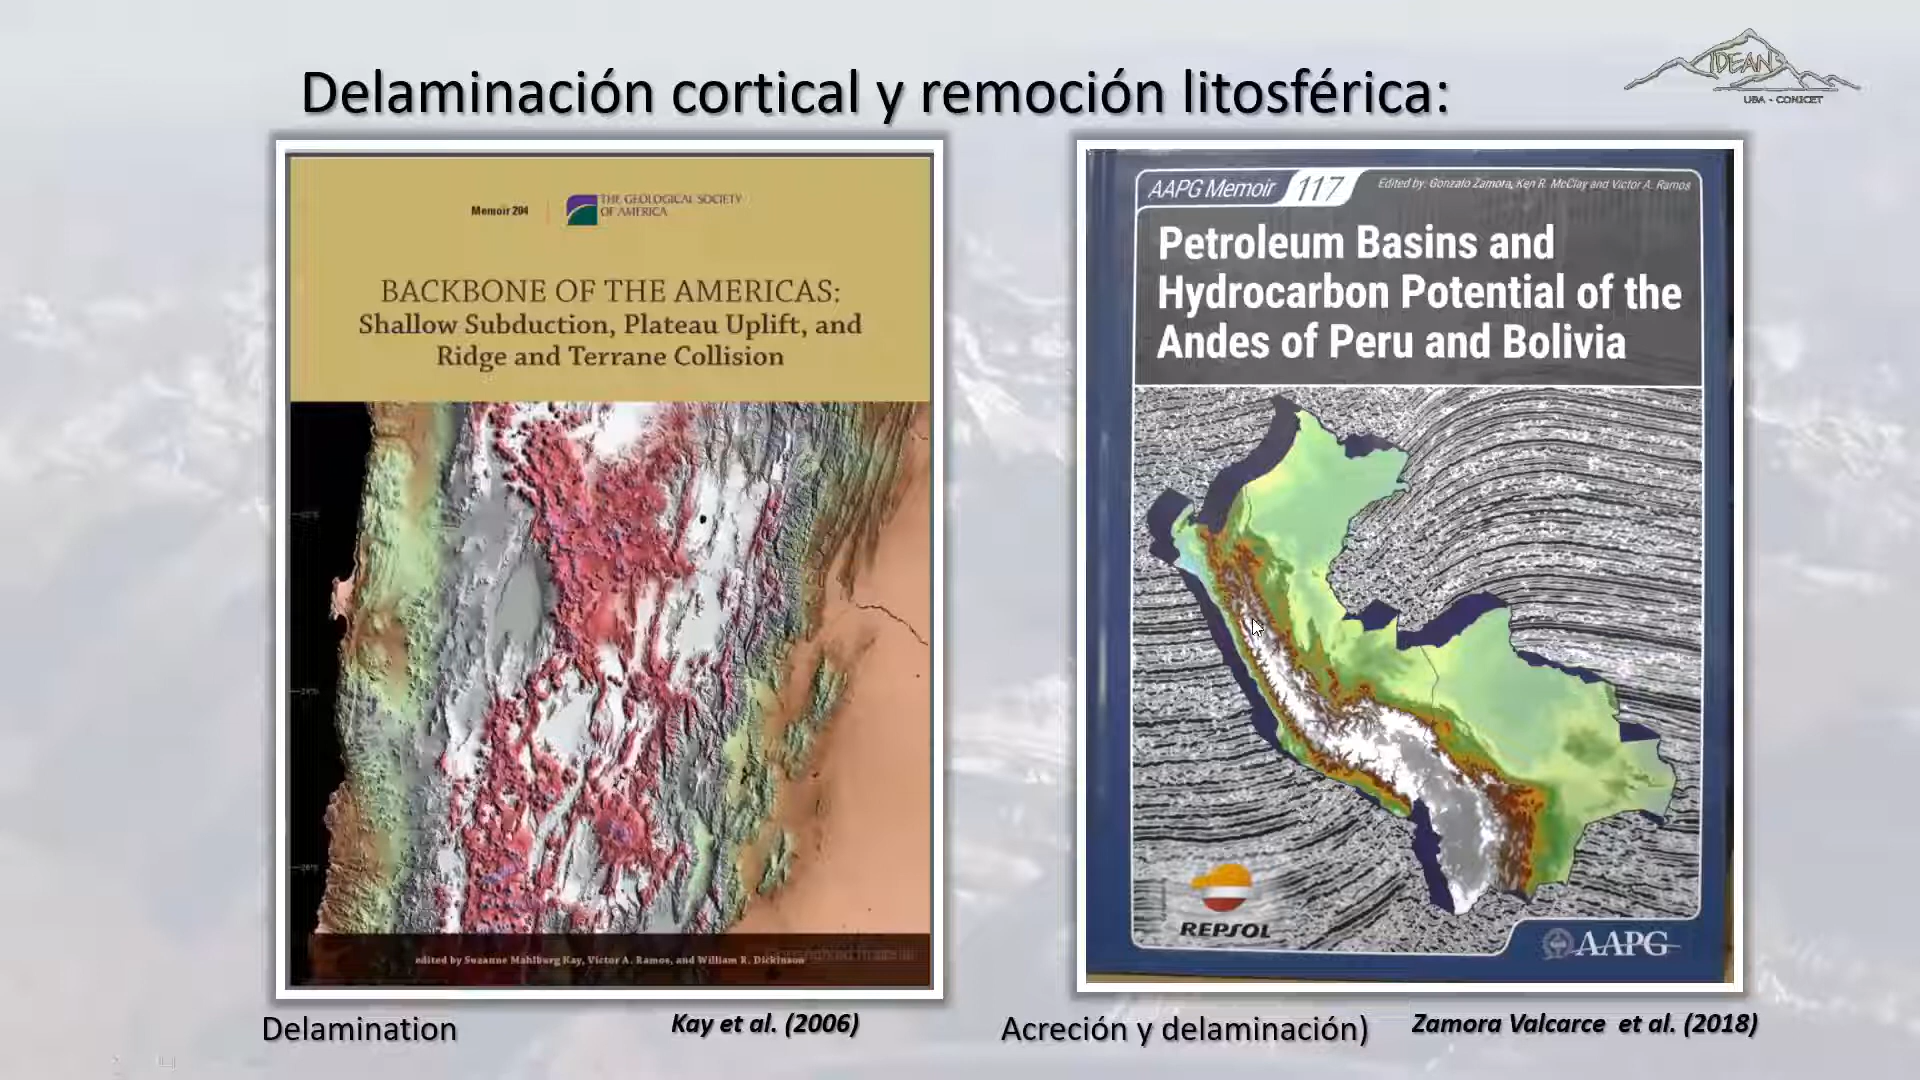 Delaminación cortical y remoción litosférica:
IDEAN
UBA - CONICET
Memoir 204
THE GEOLOGICAL SOCIETY
OF AMERICA
BACKBONE OF THE AMERICAS:
Shallow Subduction, Plateau Uplift, and
Ridge and Terrane Collision
edited by Suzanne Mahlburg Kay, Víctor A. Ramos, and William R. Dickinson
AAPG Memoir 117
Edited by: Gonzalo Zamora, Ken R. McClay and Victor A. Ramos
Petroleum Basins and
Hydrocarbon Potential of the
Andes of Peru and Bolivia
REPSOL
AAPG
Delamination
Kay et al. (2006)
Acreción y delaminación)
Zamora Valcarce et al. (2018)